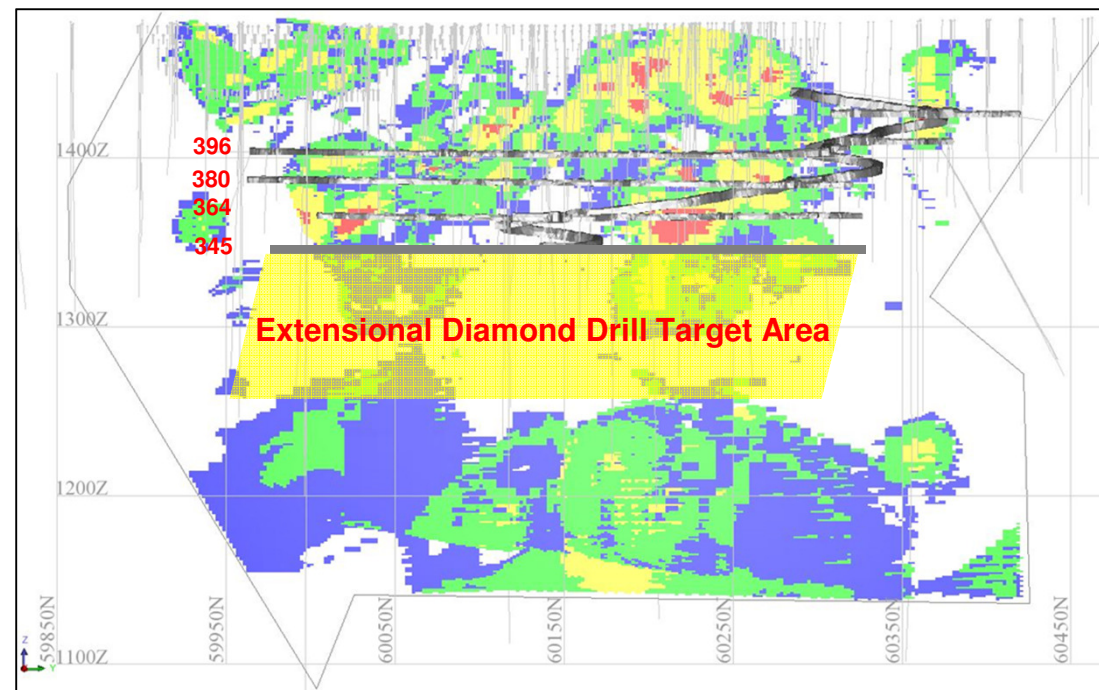 1400Z
396
380
364
345
1300Z
Extensional Diamond Drill Target Area
1200Z
59850N
59950N
60050N
60150N
60250N
60350N
60450N
1100Z
Z
Y